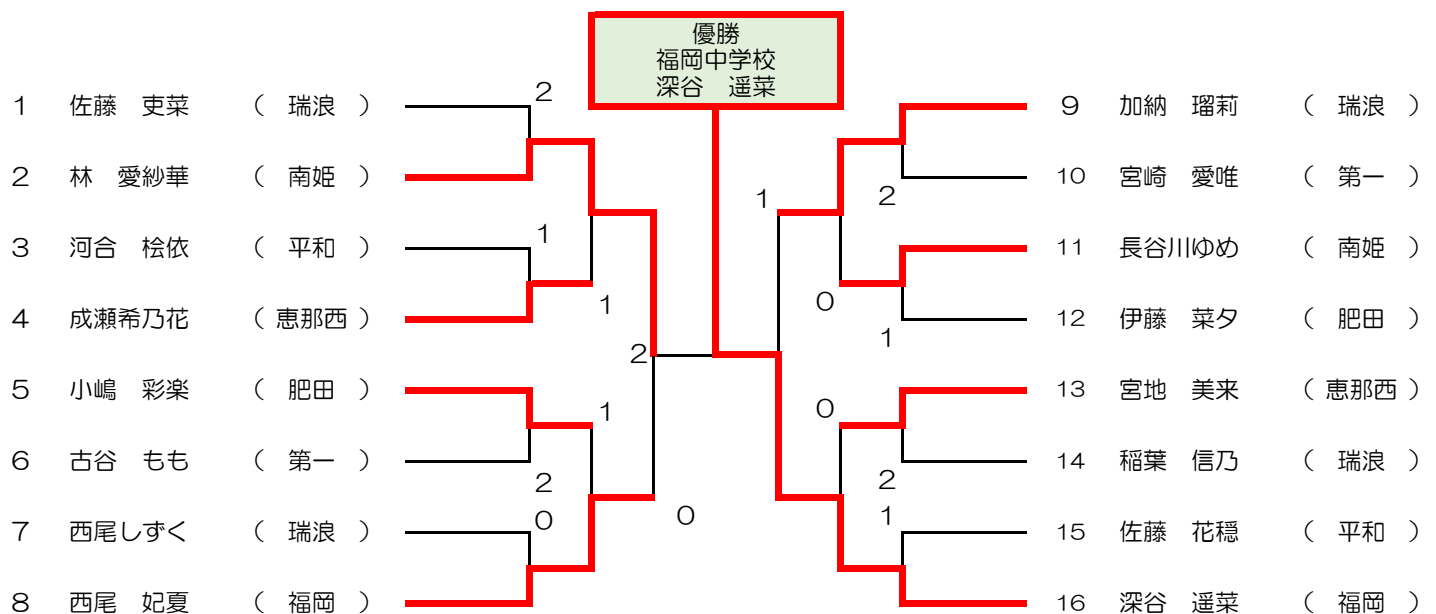 優勝
福岡中学校
深谷 遥菜
1 佐藤 吏菜 ( 瑞浪 )
2
2 林 愛紗華 ( 南姫 )
3 河合 桧依 ( 平和 )
1
4 成瀬希乃花 ( 恵那西 )
1
2
5 小嶋 彩楽 ( 肥田 )
1
6 古谷 もも ( 第一 )
2
7 西尾しずく ( 瑞浪 )
0
0
8 西尾 妃夏 ( 福岡 )
9 加納 瑠莉 ( 瑞浪 )
10 宮崎 愛唯 ( 第一 )
1
2
11 長谷川ゆめ ( 南姫 )
0
12 伊藤 菜夕 ( 肥田 )
1
13 宮地 美来 ( 恵那西 )
0
14 稲葉 信乃 ( 瑞浪 )
2
1
15 佐藤 花穏 ( 平和 )
16 深谷 遥菜 ( 福岡 )